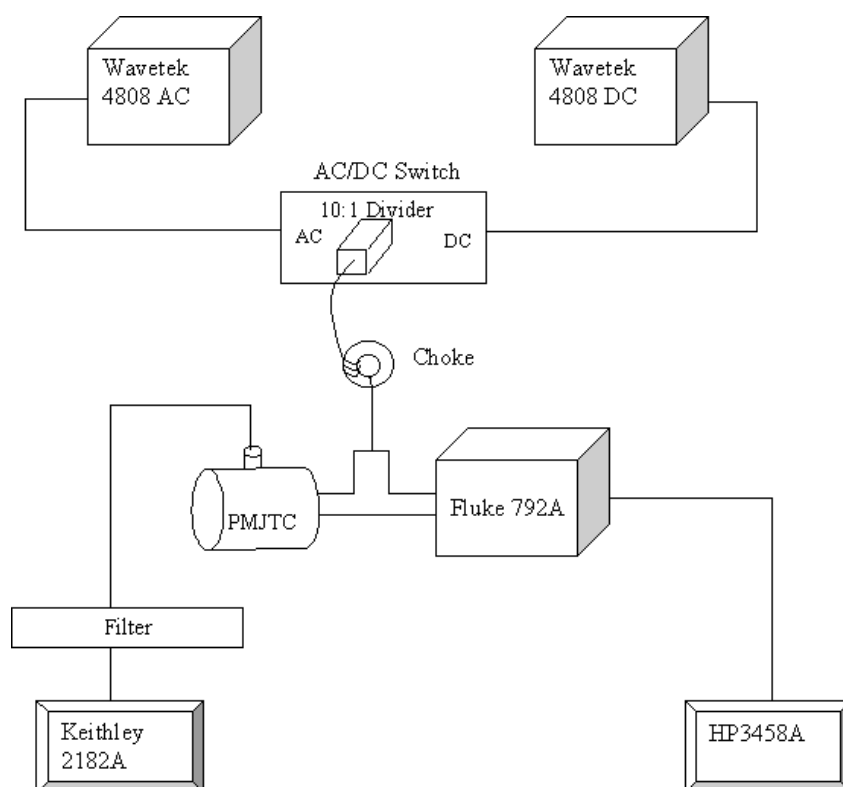 Wavetek
4808 AC
Wavetek
4808 DC
AC/DC Switch
10:1 Divider
AC
DC
Choke
PMJTC
Fluke 792A
Filter
Keithley
2182A
HP3458A